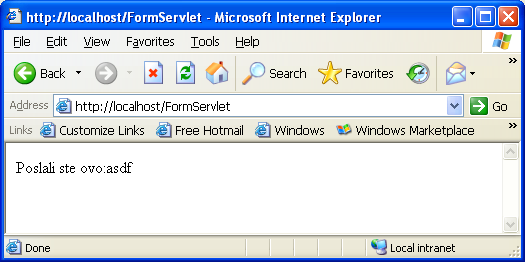 http://localhost/FormServlet - Microsoft Internet Explorer
File Edit View Favorites Tools Help
Back Search Favorites »
Address http://localhost/FormServlet Go
Links Customize Links Free Hotmail Windows Windows Marketplace »
Poslali ste ovo:asdf
Done Local intranet